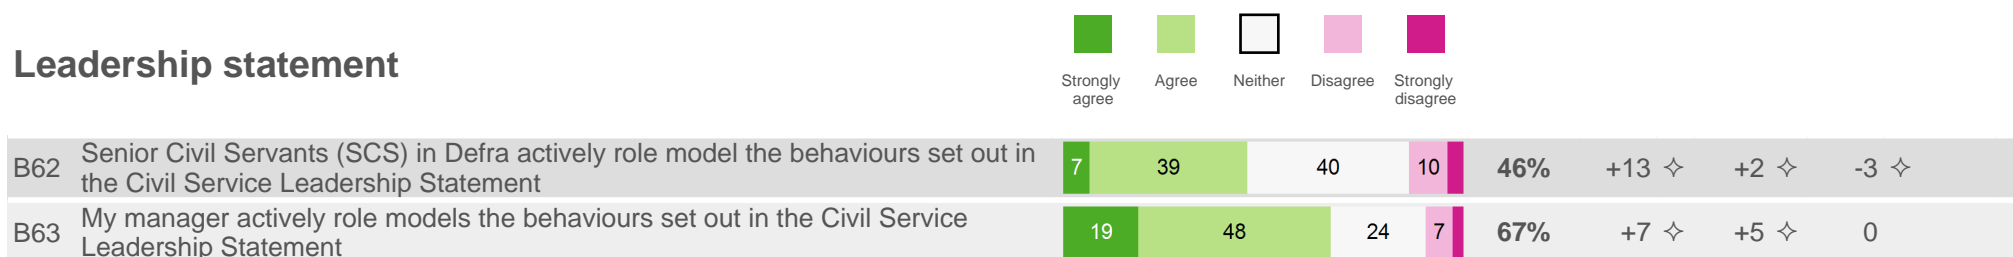 Leadership statement
Strongly agree
Agree
Neither
Disagree
Strongly disagree
B62 Senior Civil Servants (SCS) in Defra actively role model the behaviours set out in the Civil Service Leadership Statement 7 39 40 10 46% +13 ✧ +2 ✧ -3 ✧
B63 My manager actively role models the behaviours set out in the Civil Service Leadership Statement 19 48 24 7 67% +7 ✧ +5 ✧ 0